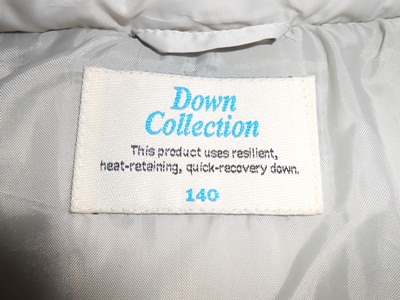 Down
Collection
This product uses resilient,
heat-retaining, quick-recovery down.
140